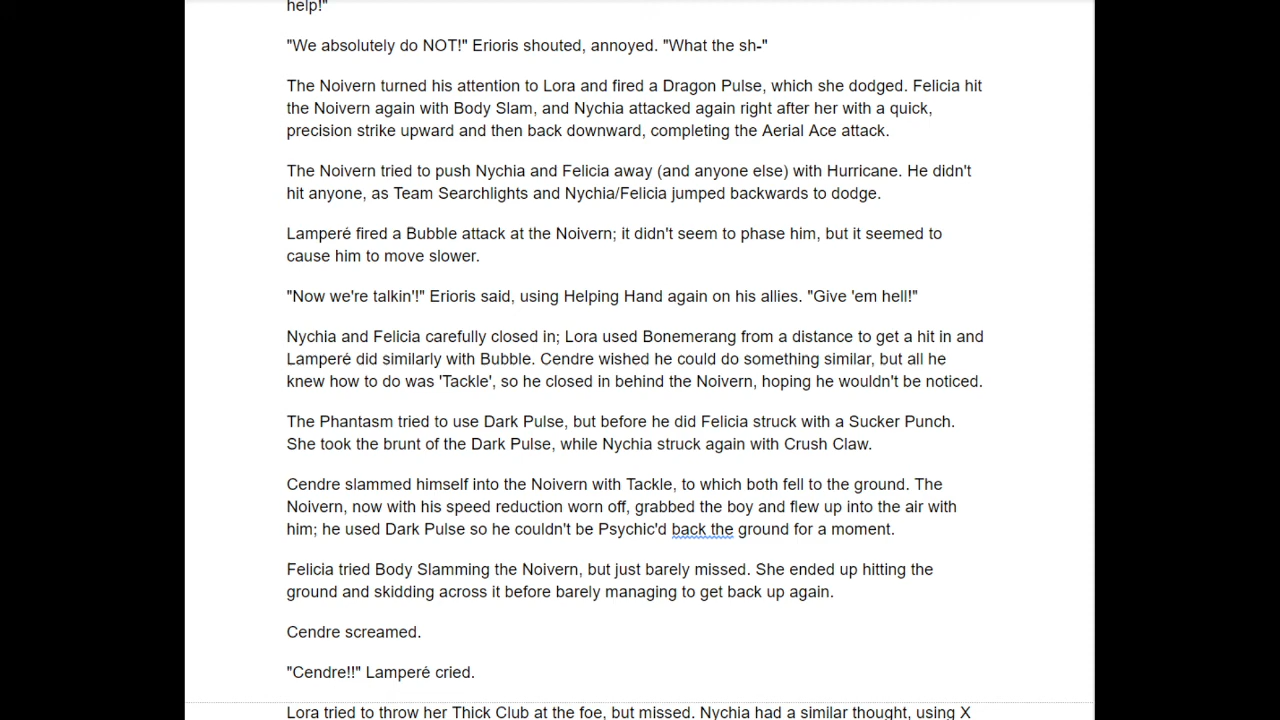 help!"
"We absolutely do NOT!" Erioris shouted, annoyed. "What the sh-"
The Noivern turned his attention to Lora and fired a Dragon Pulse, which she dodged. Felicia hit
the Noivern again with Body Slam, and Nychia attacked again right after her with a quick,
precision strike upward and then back downward, completing the Aerial Ace attack.
The Noivern tried to push Nychia and Felicia away (and anyone else) with Hurricane. He didn't
hit anyone, as Team Searchlights and Nychia/Felicia jumped backwards to dodge.
Lamperé fired a Bubble attack at the Noivern; it didn't seem to phase him, but it seemed to
cause him to move slower.
"Now we're talkin'!" Erioris said, using Helping Hand again on his allies. "Give 'em hell!"
Nychia and Felicia carefully closed in; Lora used Bonemerang from a distance to get a hit in and
Lamperé did similarly with Bubble. Cendre wished he could do something similar, but all he
knew how to do was 'Tackle', so he closed in behind the Noivern, hoping he wouldn't be noticed.
The Phantasm tried to use Dark Pulse, but before he did Felicia struck with a Sucker Punch.
She took the brunt of the Dark Pulse, while Nychia struck again with Crush Claw.
Cendre slammed himself into the Noivern with Tackle, to which both fell to the ground. The
Noivern, now with his speed reduction worn off, grabbed the boy and flew up into the air with
him; he used Dark Pulse so he couldn't be Psychic'd back the ground for a moment.
Felicia tried Body Slamming the Noivern, but just barely missed. She ended up hitting the
ground and skidding across it before barely managing to get back up again.
Cendre screamed.
"Cendre!!" Lamperé cried.
Lora tried to throw her Thick Club at the foe, but missed. Nychia had a similar thought, using X